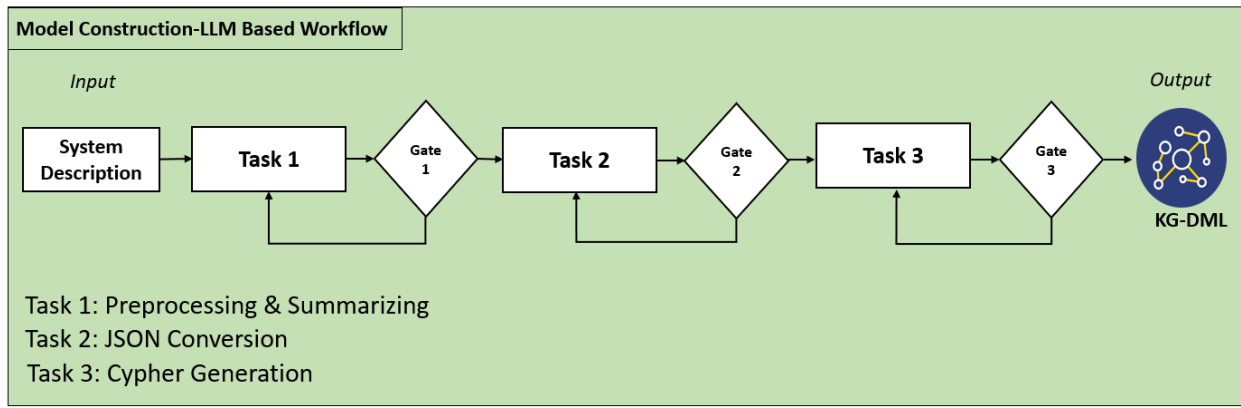 Model Construction-LLM Based Workflow
Input
Output
System
Description
Task 1
Gate
1
Task 2
Gate
2
Task 3
Gate
3
KG-DML
Task 1: Preprocessing & Summarizing
Task 2: JSON Conversion
Task 3: Cypher Generation